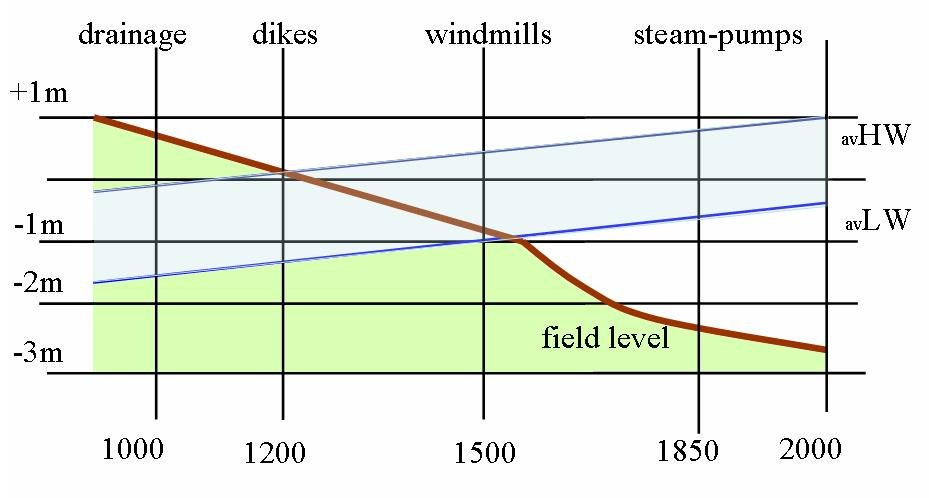 drainage dikes windmills steam-pumps
+1m
avHW
-1m
avLW
-2m
field level
-3m
1000 1200 1500 1850 2000